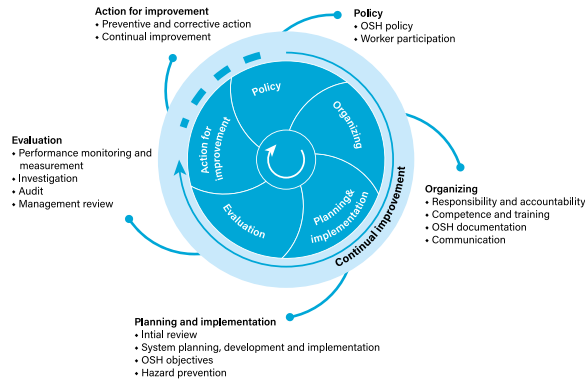 Action for improvement
• Preventive and corrective action
• Continual improvement
Policy
• OSH policy
• Worker participation
Evaluation
• Performance monitoring and
measurement
• Investigation
• Audit
• Management review
Policy
Organizing
Planning&
implementation
Evaluation
Action for
improvement
Continual improvement
Organizing
• Responsibility and accountability
• Competence and training
• OSH documentation
• Communication
Planning and implementation
• Intial review
• System planning, development and implementation
• OSH objectives
• Hazard prevention